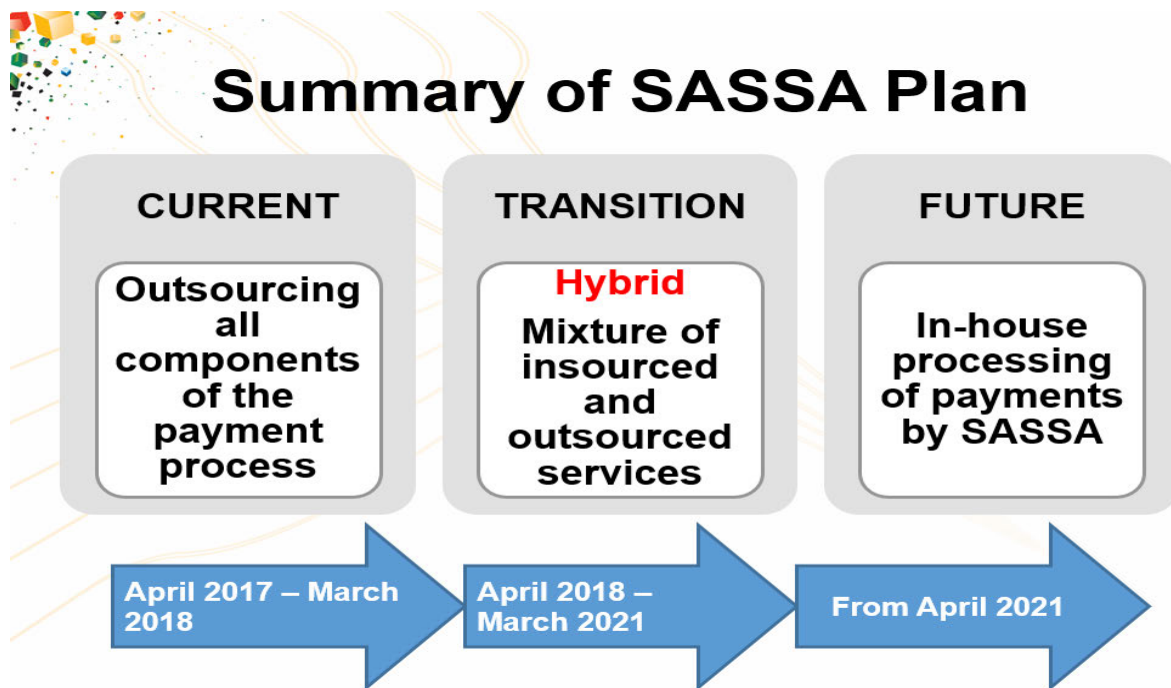 Summary of SASSA Plan
CURRENT
Outsourcing
all
components
of the
payment
process
TRANSITION
Hybrid
Mixture of
insourced
and
outsourced
services
FUTURE
In-house
processing
of payments
by SASSA
April 2017 – March
2018
April 2018 –
March 2021
From April 2021